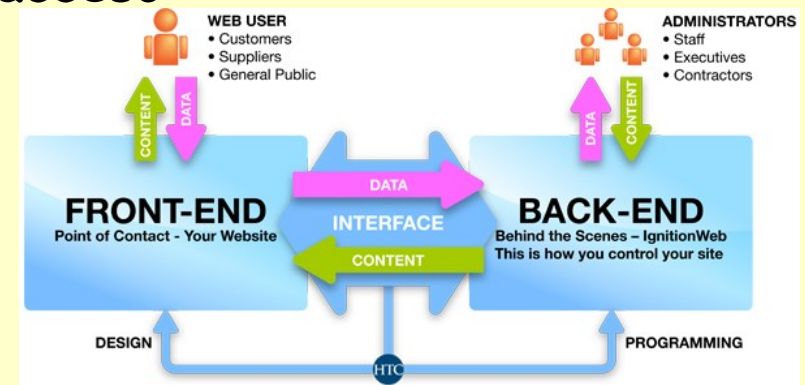 WEB USER
• Customers
• Suppliers
• General Public
ADMINISTRATORS
• Staff
• Executives
• Contractors
CONTENT
DATA
DATA
CONTENT
FRONT-END
Point of Contact - Your Website
DATA
INTERFACE
CONTENT
BACK-END
Behind the Scenes – IgnitionWeb
This is how you control your site
DESIGN
PROGRAMMING
HTC